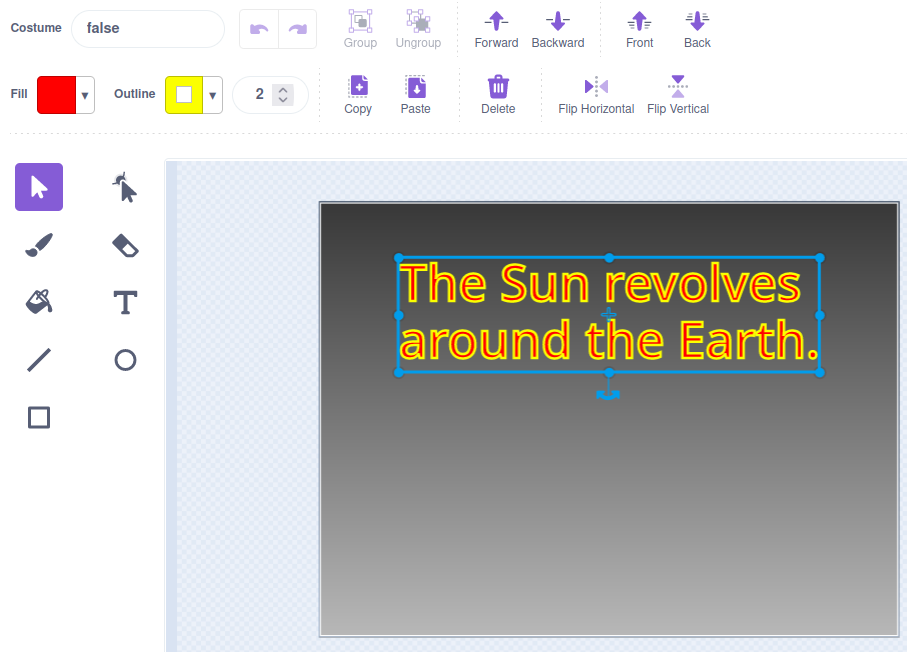 Costume false Group Ungroup Forward Backward Front Back
Fill Outline 2 Copy Paste Delete Flip Horizontal Flip Vertical
T
The Sun revolves
around the Earth.